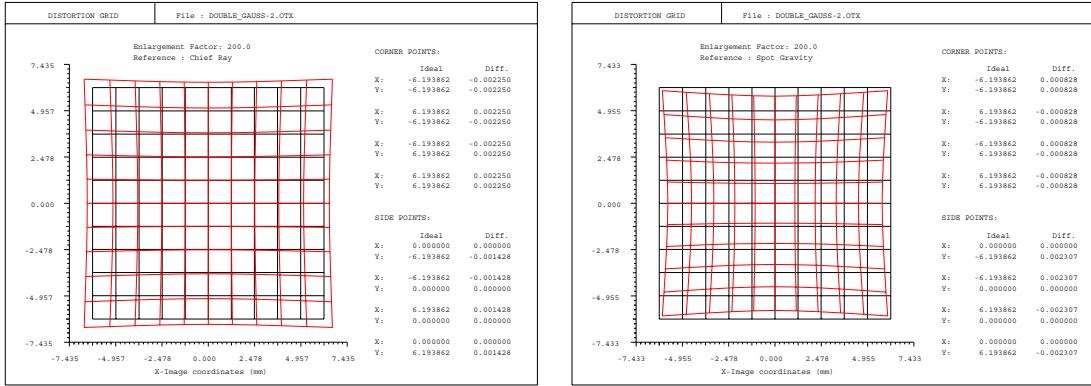 DISTORTION GRID File : DOUBLE_GAUSS-2.OTX
Enlargement Factor: 200.0
Reference : Chief Ray
7.435
4.957
2.478
0.000
-2.478
-4.957
-7.435
-7.435 -4.957 -2.478 0.000 2.478 4.957 7.435
X-Image coordinates (mm)
CORNER POINTS:
Ideal Diff.
X: -6.193862 -0.002250
Y: -6.193862 -0.002250
X: 6.193862 0.002250
Y: -6.193862 -0.002250
X: -6.193862 -0.002250
Y: 6.193862 0.002250
X: 6.193862 0.002250
Y: 6.193862 0.002250
SIDE POINTS:
Ideal Diff.
X: 0.000000 0.000000
Y: -6.193862 -0.001428
X: -6.193862 -0.001428
Y: 0.000000 0.000000
X: 6.193862 0.001428
Y: 0.000000 0.000000
X: 0.000000 0.000000
Y: 6.193862 0.001428
DISTORTION GRID File : DOUBLE_GAUSS-2.OTX
Enlargement Factor: 200.0
Reference : Spot Gravity
7.433
4.955
2.478
0.000
-2.478
-4.955
-7.433
-7.433 -4.955 -2.478 0.000 2.478 4.955 7.433
X-Image coordinates (mm)
CORNER POINTS:
Ideal Diff.
X: -6.193862 0.000828
Y: -6.193862 0.000828
X: 6.193862 -0.000828
Y: -6.193862 0.000828
X: -6.193862 0.000828
Y: 6.193862 -0.000828
X: 6.193862 -0.000828
Y: 6.193862 -0.000828
SIDE POINTS:
Ideal Diff.
X: 0.000000 0.000000
Y: -6.193862 0.002307
X: -6.193862 0.002307
Y: 0.000000 0.000000
X: 6.193862 -0.002307
Y: 0.000000 0.000000
X: 0.000000 0.000000
Y: 6.193862 -0.002307